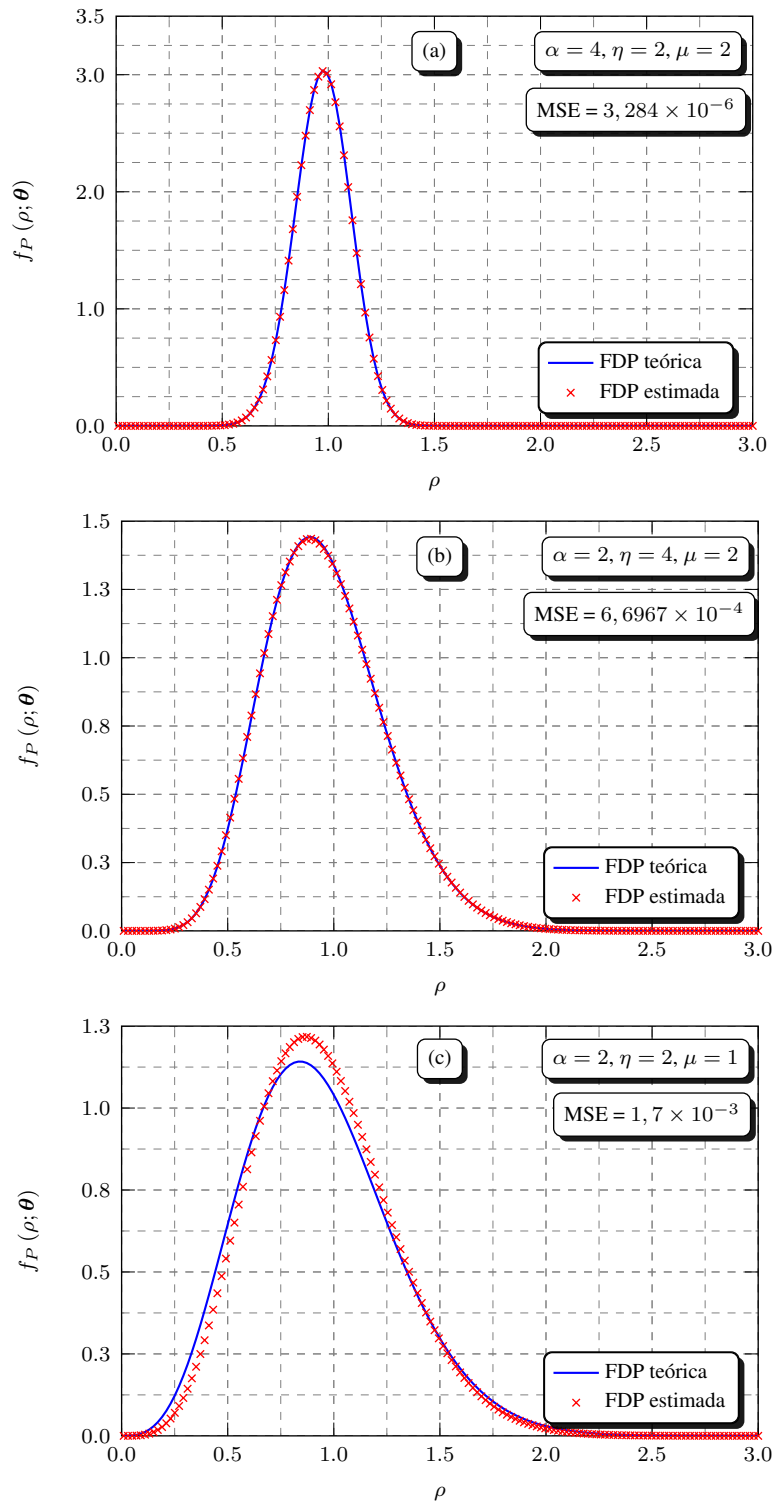 (a)
α = 4, η = 2, μ = 2
MSE = 3, 284 × 10⁻⁶
3.5
3.0
2.0
1.0
0.0
f_P (ρ; θ)
FDP teórica
FDP estimada
0.0 0.5 1.0 1.5 2.0 2.5 3.0
ρ
(b)
α = 2, η = 4, μ = 2
MSE = 6, 6967 × 10⁻⁴
1.5
1.3
1.0
0.8
0.5
0.3
0.0
f_P (ρ; θ)
FDP teórica
FDP estimada
0.0 0.5 1.0 1.5 2.0 2.5 3.0
ρ
(c)
α = 2, η = 2, μ = 1
MSE = 1, 7 × 10⁻³
1.3
1.0
0.8
0.5
0.3
0.0
f_P (ρ; θ)
FDP teórica
FDP estimada
0.0 0.5 1.0 1.5 2.0 2.5 3.0
ρ